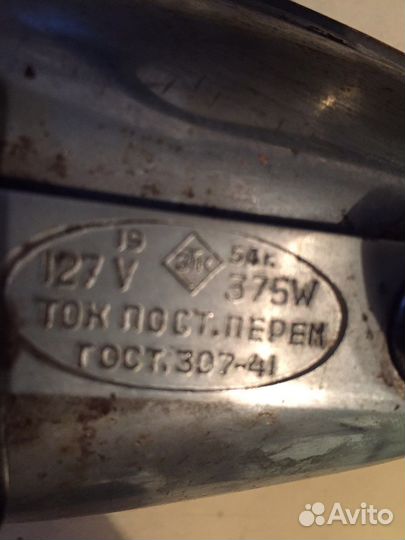 19 54г.
127 V 375W
ТОК ПОСТ. ПЕРЕМ
ГОСТ. 307-41
Avito